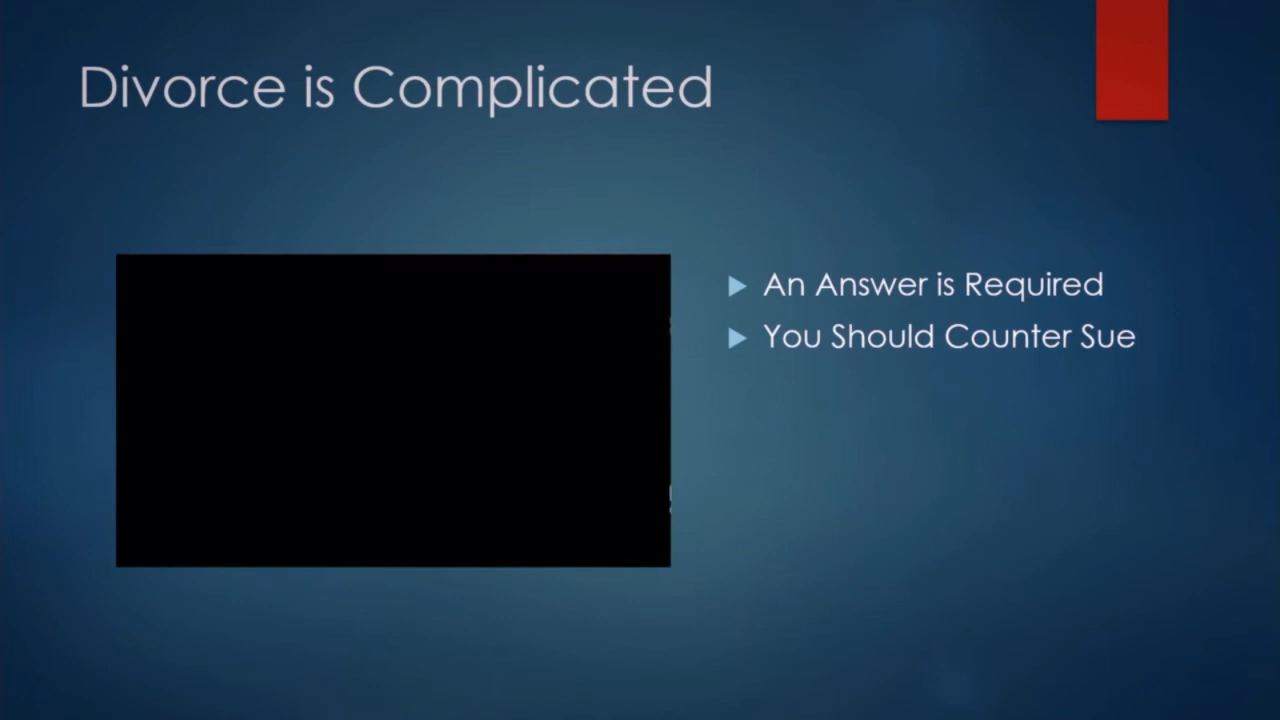 Divorce is Complicated
An Answer is Required
You Should Counter Sue